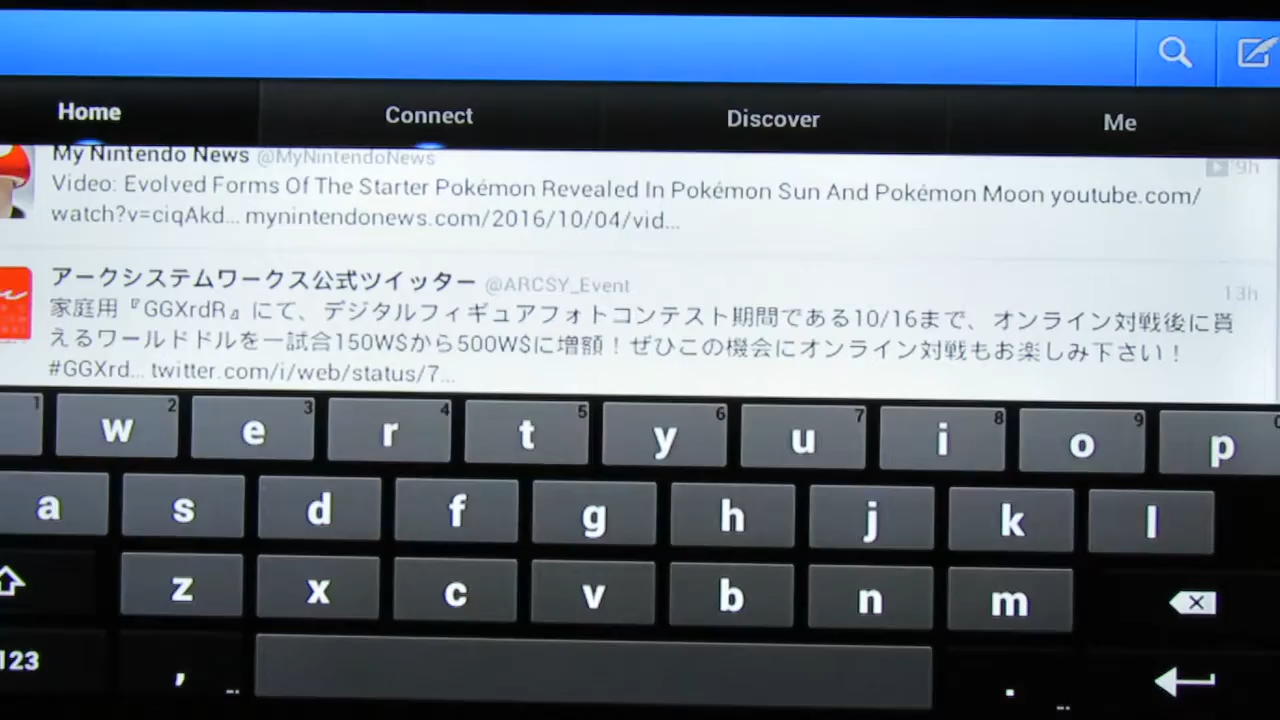 Home Connect Discover Me
My Nintendo News @MyNintendoNews 9h
Video: Evolved Forms Of The Starter Pokémon Revealed In Pokémon Sun And Pokémon Moon youtube.com/
watch?v=ciqAkd... mynintendonews.com/2016/10/04/vid...
アークシステムワークス公式ツイッター @ARCSY_Event 13h
家庭用『GGXrdR』にて、デジタルフィギュアフォトコンテスト期間である10/16まで、オンライン対戦後に貰
えるワールドドルを一試合150W$から500W$に増額！ぜひこの機会にオンライン対戦もお楽しみ下さい！
#GGXrd... twitter.com/i/web/status/7...
1 w 2 e 3 r 4 t 5 y 6 u 7 i 8 o 9 p
a s d f g h j k l
z x c v b n m
123 , ... . ...